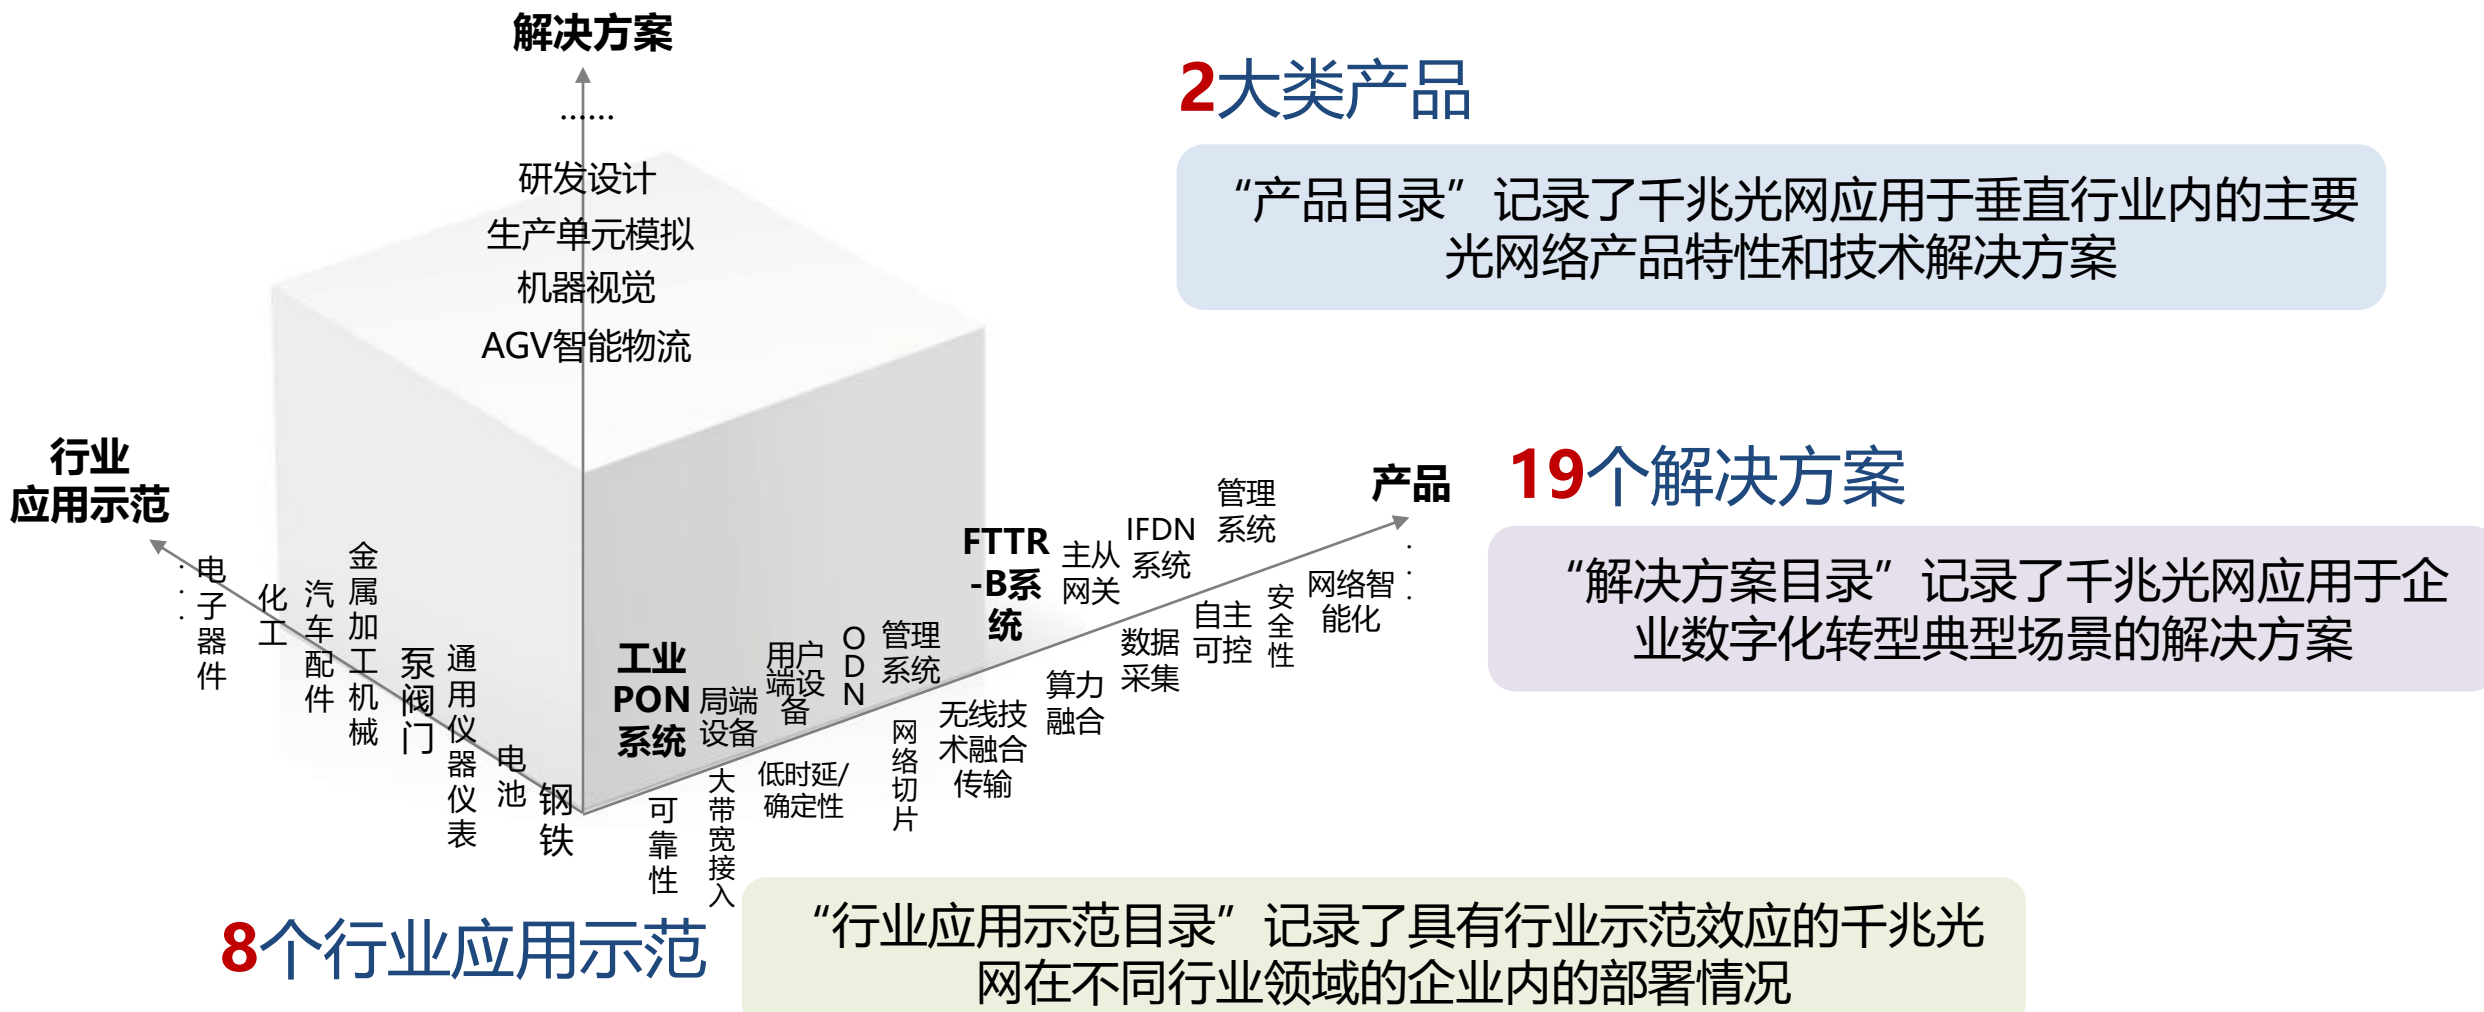 解决方案
……
研发设计
生产单元模拟
机器视觉
AGV智能物流
2大类产品
“产品目录”记录了千兆光网应用于垂直行业内的主要
光网络产品特性和技术解决方案
19个解决方案
“解决方案目录”记录了千兆光网应用于企
业数字化转型典型场景的解决方案
行业
应用示范
...
电子器件
化工
汽车配件
金属加工机械
泵阀门
通用仪器仪表
电池
钢铁
产品
工业
PON
系统
局端
设备
用户
端设
备
ODN
管理
系统
FTTR
-B系
统
主从
网关
IFDN
系统
管理
系统
可靠性
大带宽接入
低时延/
确定性
网络切片
无线技
术融合
传输
算力
融合
数据
采集
自主
可控
安全性
网络智
能化
...
8个行业应用示范
“行业应用示范目录”记录了具有行业示范效应的千兆光
网在不同行业领域的企业内的部署情况